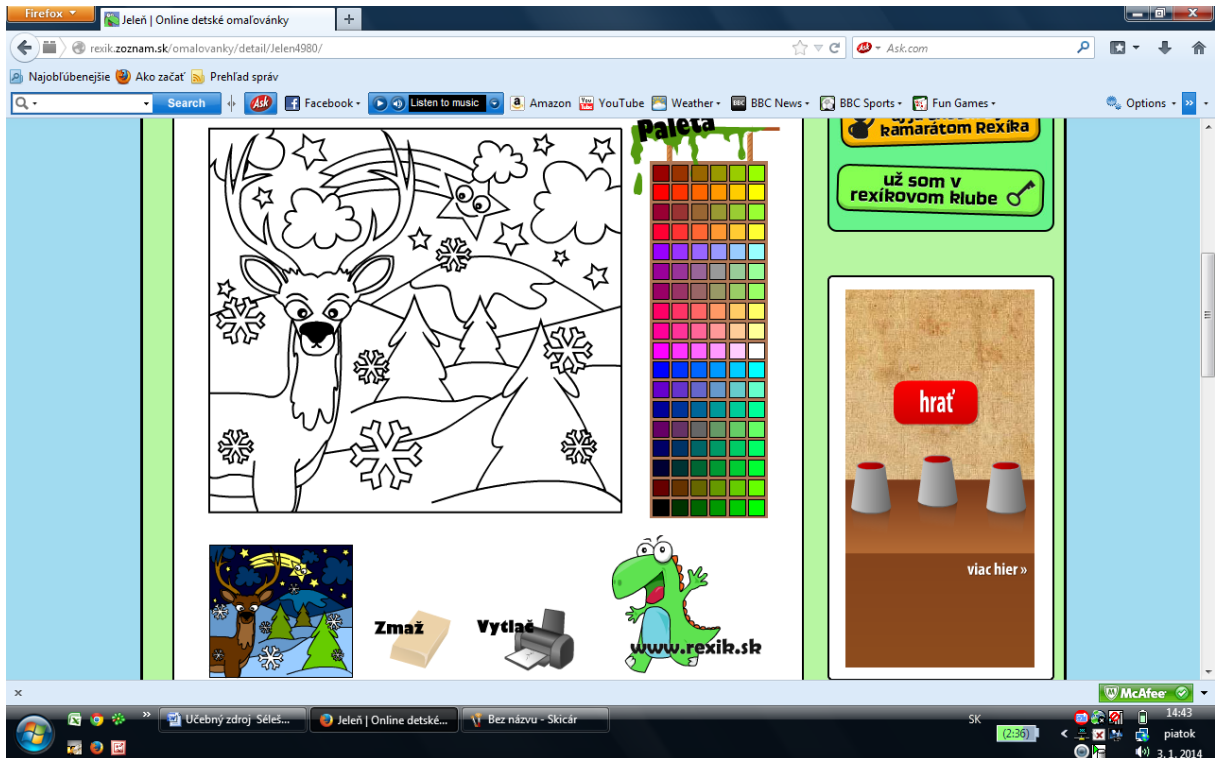 Firefox
Jeleň | Online detské omaľovánky
rexik.zoznam.sk/omalovanky/detail/Jelen4980/
Ask
Ask.com
Najobľúbenejšie
Ako začať
Prehľad správ
Search
Ask
Facebook
Listen to music
Amazon
YouTube
Weather
BBC News
BBC Sports
Fun Games
Options
Paleta
kamarátom Rexíka
už som v
rexíkovom klube
hrať
viac hier »
Zmaž
Vytlač
www.rexik.sk
McAfee
Učebný zdroj Séleš...
Jeleň | Online detské...
Bez názvu - Skicár
SK
(2:36)
14:43
piatok
3. 1. 2014